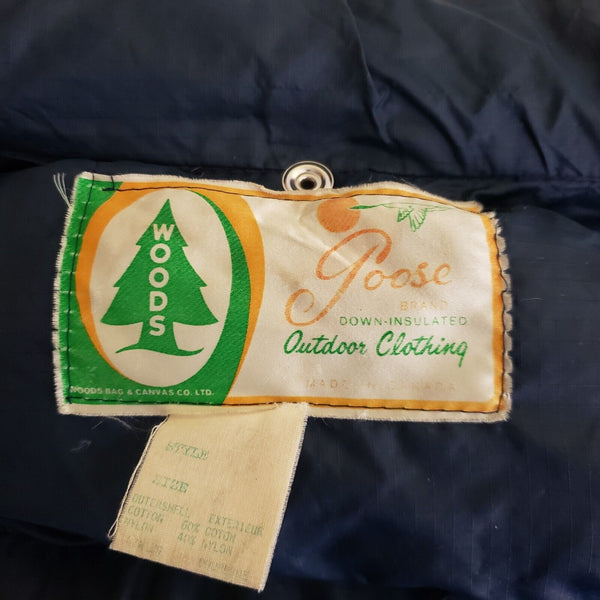 WOODS
WOODS BAG & CANVAS CO. LTD.
Goose
BRAND
DOWN-INSULATED
Outdoor Clothing
MADE IN CANADA
STYLE
SIZE
OUTERSHELL EXTERIEUR
COTTON 60% COTON
NYLON 40% NYLON